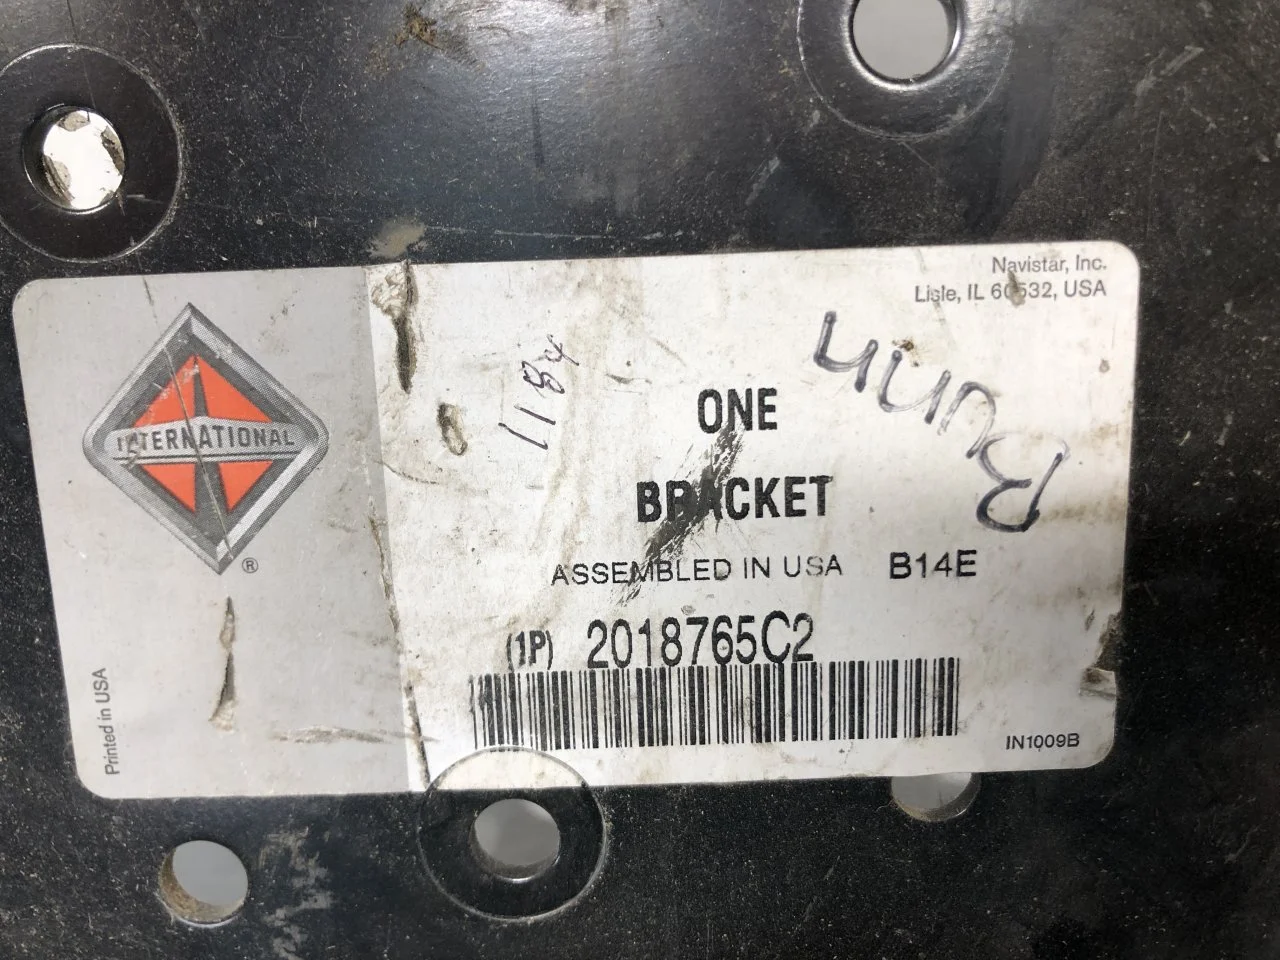 Navistar, Inc.
Lisle, IL 60532, USA
INTERNATIONAL
®
1184
ONE
BRACKET
ASSEMBLED IN USA B14E
(1P) 2018765C2
Printed in USA
IN1009B